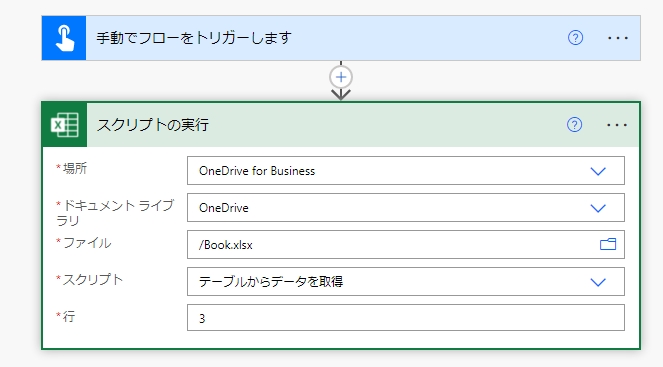 手動でフローをトリガーします
スクリプトの実行
*場所
OneDrive for Business
*ドキュメント ライブ
ラリ
OneDrive
*ファイル
/Book.xlsx
*スクリプト
テーブルからデータを取得
*行
3